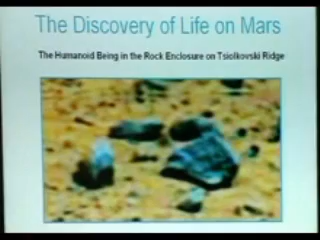 The Discovery of Life on Mars
The Humanoid Being in the Rock Enclosure on Tsiolkovski Ridge